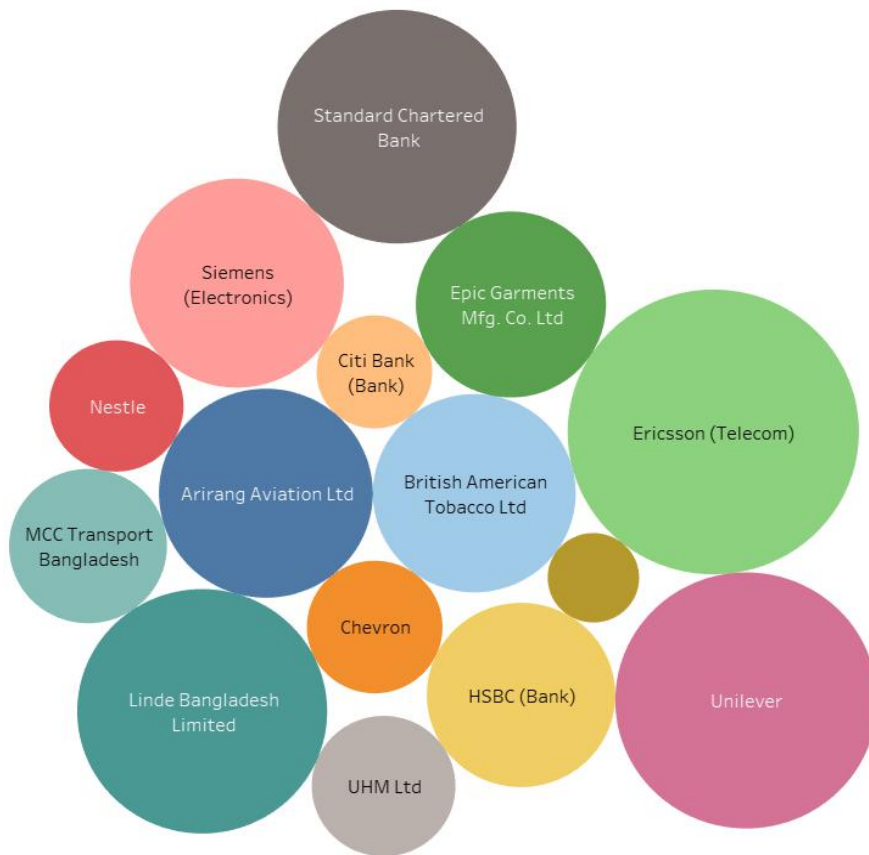 Standard Chartered
Bank
Siemens
(Electronics)
Epic Garments
Mfg. Co. Ltd
Citi Bank
(Bank)
Nestle
Ericsson (Telecom)
Arirang Aviation Ltd
British American
Tobacco Ltd
MCC Transport
Bangladesh
Chevron
Linde Bangladesh
Limited
HSBC (Bank)
Unilever
UHM Ltd